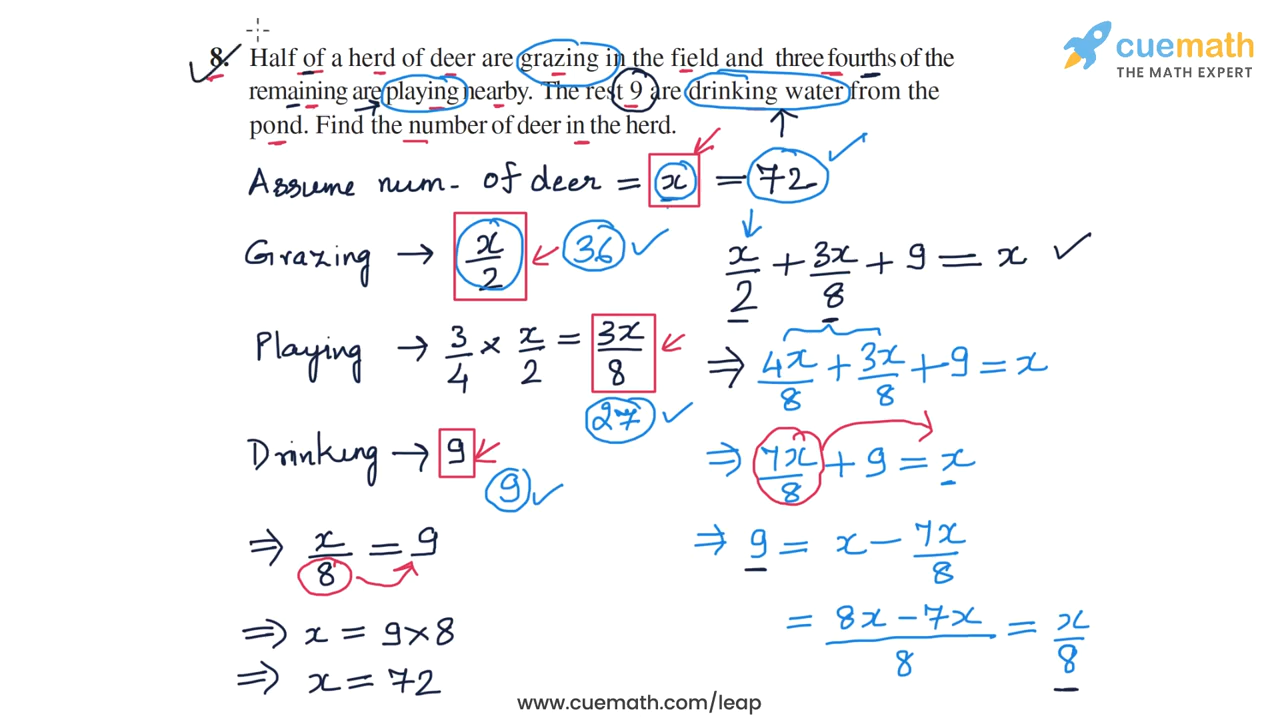 cuemath
THE MATH EXPERT
8. Half of a herd of deer are grazing in the field and three fourths of the
remaining are playing nearby. The rest 9 are drinking water from the
pond. Find the number of deer in the herd.
Assume num. of deer = x = 72
Grazing → x/2 36
Playing → 3/4 × x/2 = 3x/8
27
Drinking → 9
9
⇒ x/8 = 9
⇒ x = 9×8
⇒ x = 72
x/2 + 3x/8 + 9 = x
⇒ 4x/8 + 3x/8 + 9 = x
⇒ 7x/8 + 9 = x
⇒ 9 = x - 7x/8
= 8x - 7x/8 = x/8
www.cuemath.com/leap